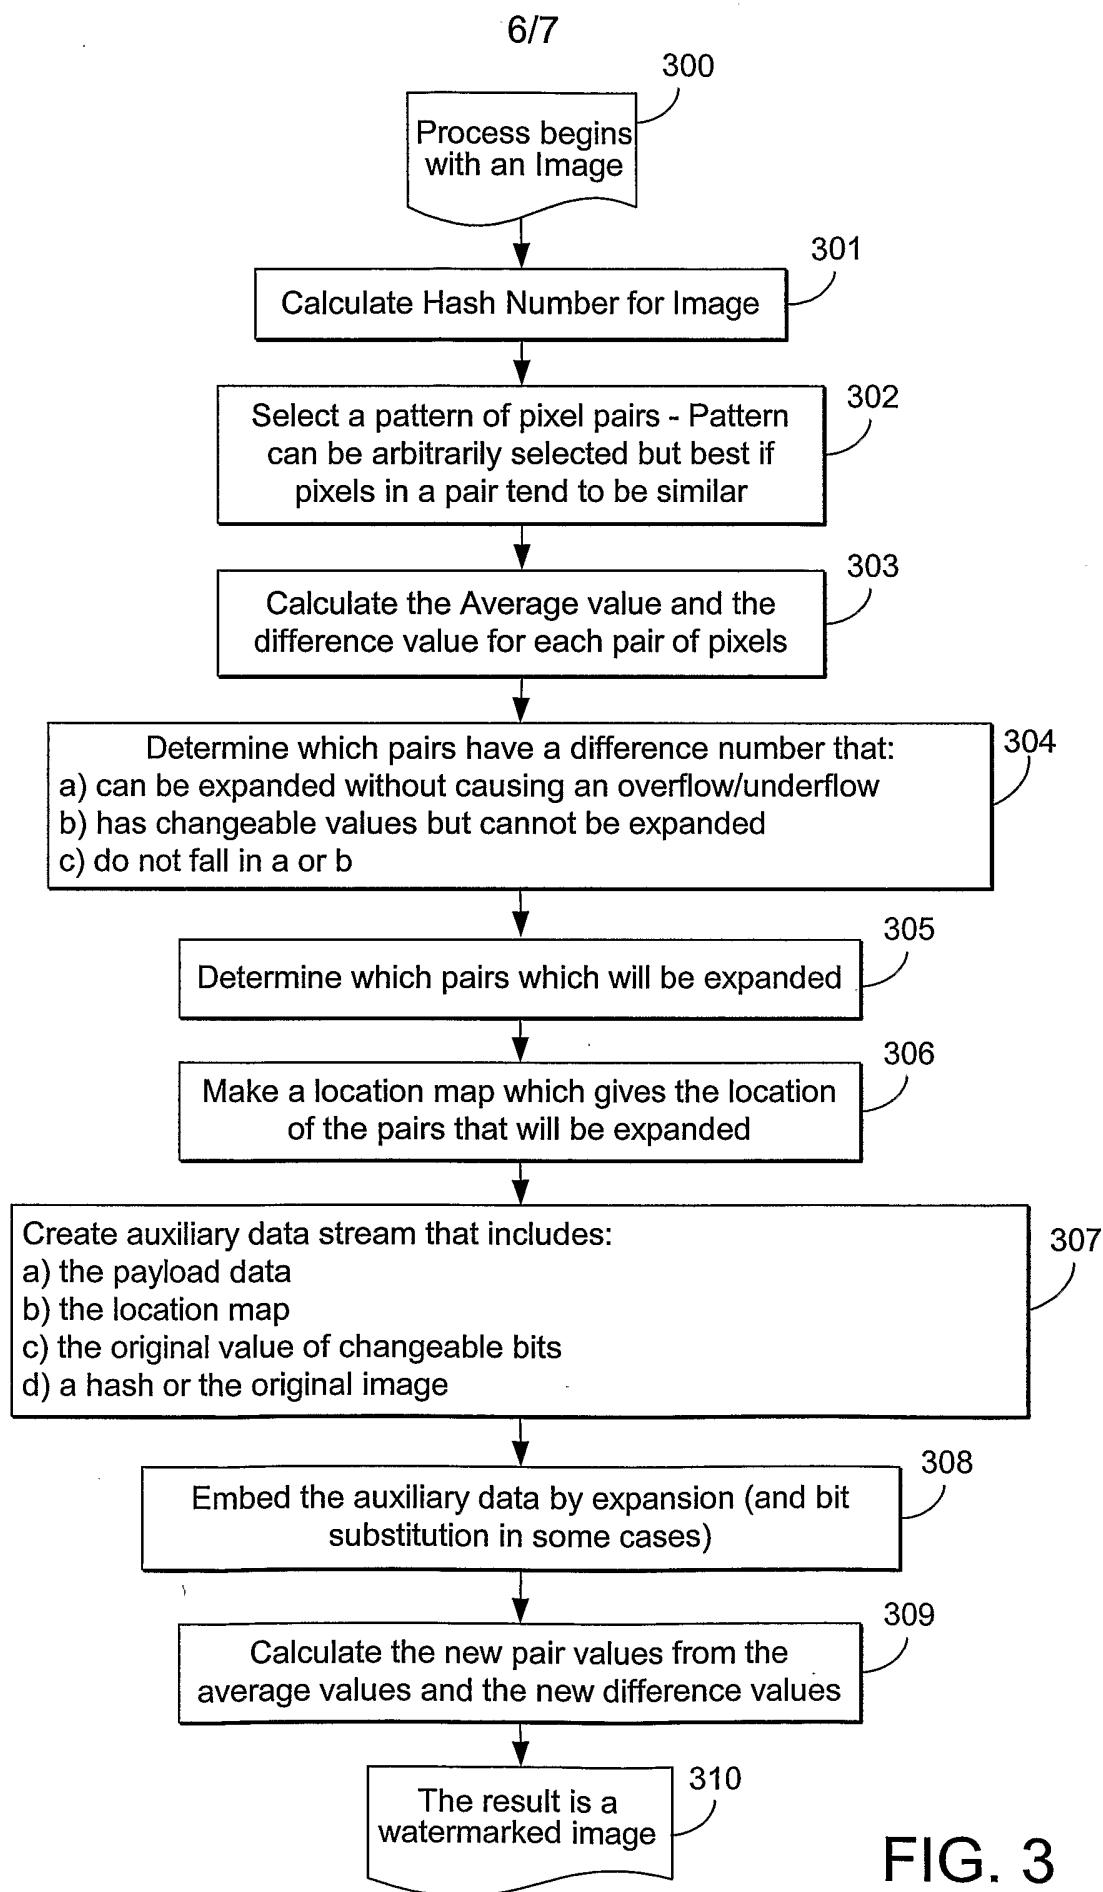 6/7
300
Process begins
with an Image
301
Calculate Hash Number for Image
302
Select a pattern of pixel pairs - Pattern
can be arbitrarily selected but best if
pixels in a pair tend to be similar
303
Calculate the Average value and the
difference value for each pair of pixels
304
Determine which pairs have a difference number that:
a) can be expanded without causing an overflow/underflow
b) has changeable values but cannot be expanded
c) do not fall in a or b
305
Determine which pairs which will be expanded
306
Make a location map which gives the location
of the pairs that will be expanded
307
Create auxiliary data stream that includes:
a) the payload data
b) the location map
c) the original value of changeable bits
d) a hash or the original image
308
Embed the auxiliary data by expansion (and bit
substitution in some cases)
309
Calculate the new pair values from the
average values and the new difference values
310
The result is a
watermarked image
FIG. 3